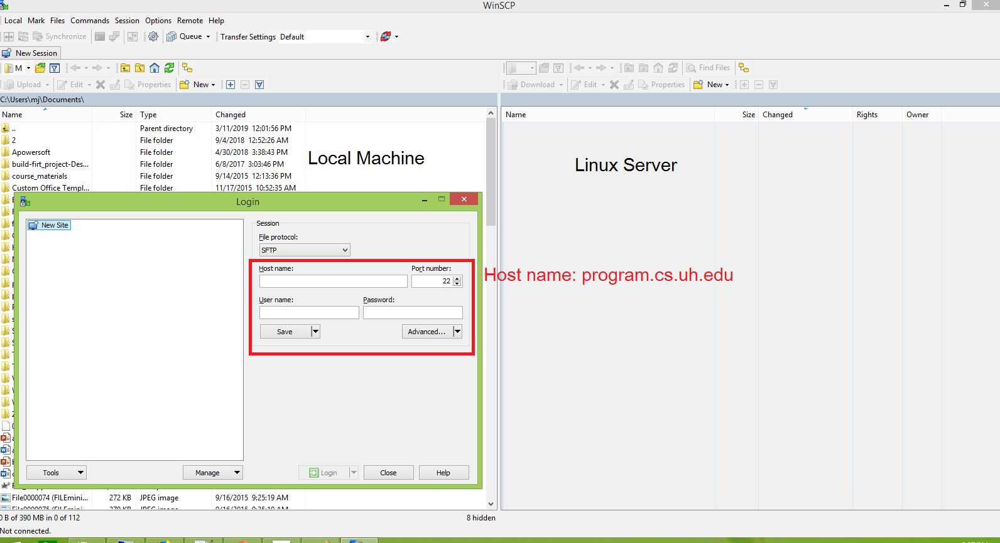 WinSCP
Local Mark Files Commands Session Options Remote Help
Synchronize Queue Transfer Settings Default
New Session
M
Find Files
Upload Edit Properties New
Download Edit Properties New
C:\Users\mj\Documents\
Name Size Type Changed
Name Size Changed Rights Owner
.. Parent directory 3/11/2019 12:01:56 PM
2 File folder 9/4/2018 12:52:26 AM
Apowersoft File folder 4/30/2018 3:38:43 PM
build-firt_project-Des... File folder 6/8/2017 3:03:46 PM
course_materials File folder 9/14/2015 12:13:36 PM
Custom Office Templ... File folder 11/17/2015 10:52:35 AM
Local Machine
Linux Server
Login
New Site
Session
File protocol:
SFTP
Host name: Port number:
22
User name: Password:
Save Advanced...
Host name: program.cs.uh.edu
Tools Manage Login Close Help
File0000074 (FILEmini... 272 KB JPEG image 9/16/2015 9:25:19 AM
0 B of 390 MB in 0 of 112
8 hidden
Not connected.